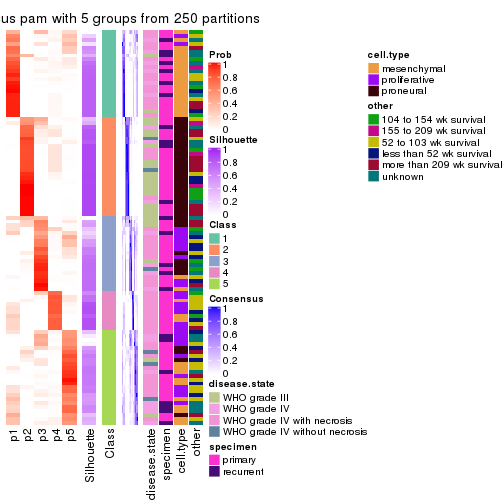 us pam with 5 groups from 250 partitions
Prob
1
0.8
0.6
0.4
0.2
0
Silhouette
1
0.8
0.6
0.4
0.2
0
Class
1
2
3
4
5
Consensus
1
0.8
0.6
0.4
0.2
0
disease.state
WHO grade III
WHO grade IV
WHO grade IV with necrosis
WHO grade IV without necrosis
specimen
primary
recurrent
cell.type
mesenchymal
proliferative
proneural
other
104 to 154 wk survival
155 to 209 wk survival
52 to 103 wk survival
less than 52 wk survival
more than 209 wk survival
unknown
p1
p2
p3
p4
p5
Silhouette
Class
disease.state
specimen
cell.type
other